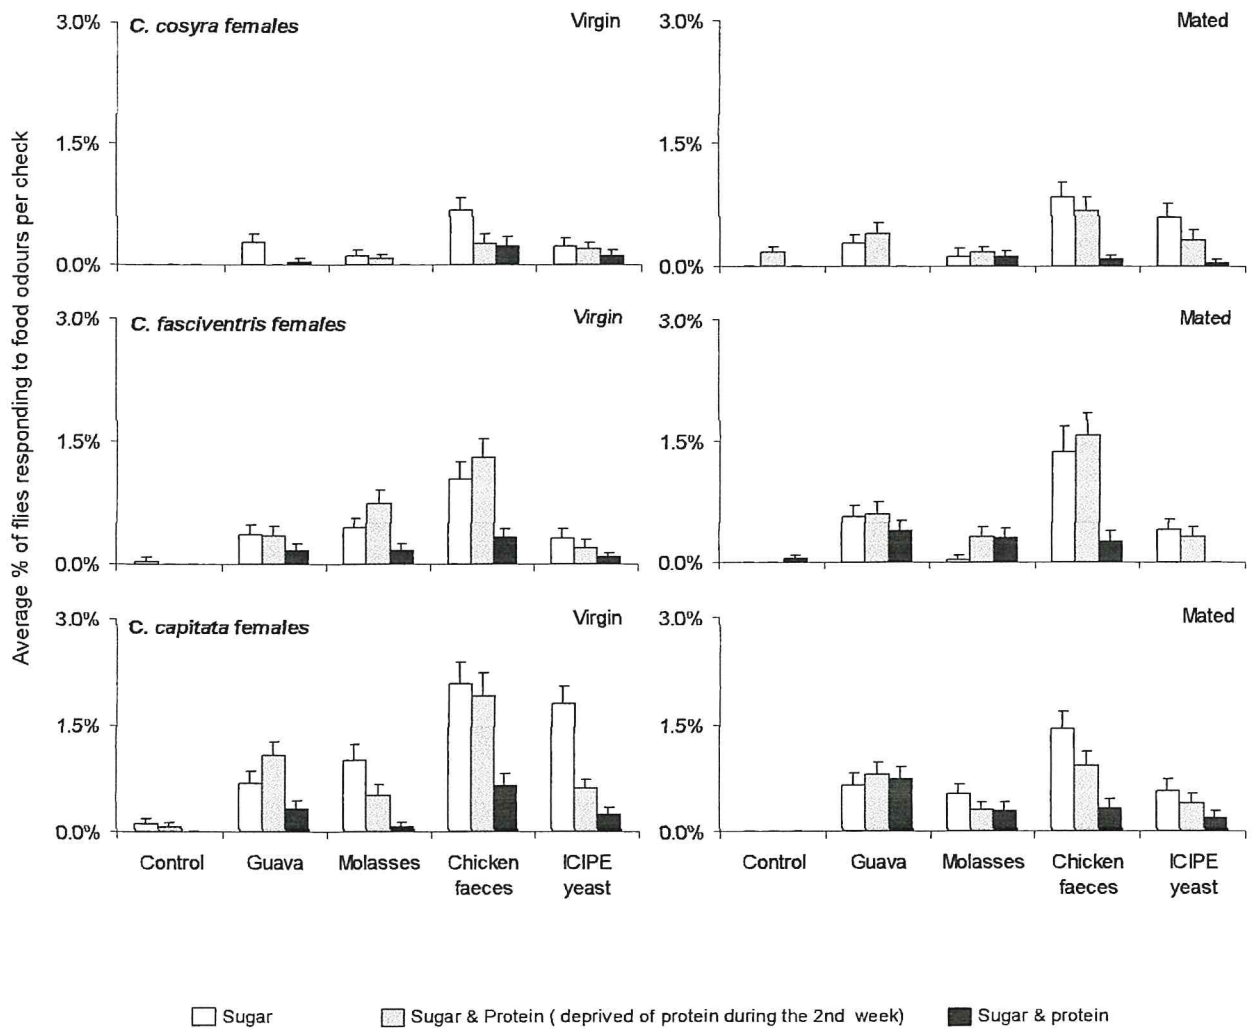 Average % of flies responding to food odours per check
C. cosyra females
Virgin
3.0%
1.5%
0.0%
Mated
3.0%
1.5%
0.0%
C. fasciventris females
Virgin
3.0%
1.5%
0.0%
Mated
3.0%
1.5%
0.0%
C. capitata females
Virgin
3.0%
1.5%
0.0%
Mated
3.0%
1.5%
0.0%
Control
Guava
Molasses
Chicken
faeces
ICIPE
yeast
Control
Guava
Molasses
Chicken
faeces
ICIPE
yeast
Sugar
Sugar & Protein ( deprived of protein during the 2nd week)
Sugar & protein